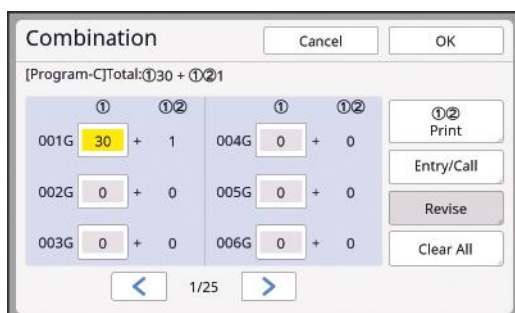 Combination
Cancel
OK
[Program-C]Total:①30 + ①②1
① ①② ① ①②
001G 30 + 1 004G 0 + 0
002G 0 + 0 005G 0 + 0
003G 0 + 0 006G 0 + 0
1/25
①②
Print
Entry/Call
Revise
Clear All